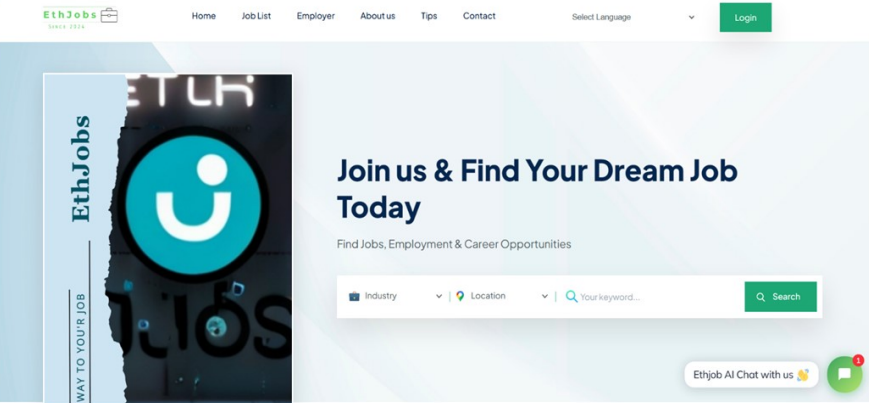 EthJobs
Since 2024
Home
Job List
Employer
About us
Tips
Contact
Select Language
Login
ETLH
EthJobs
WAY TO YOU'R JOB
JOS
Join us & Find Your Dream Job
Today
Find Jobs, Employment & Career Opportunities
Industry
Location
Your keyword...
Search
Ethjob AI Chat with us 👋
1